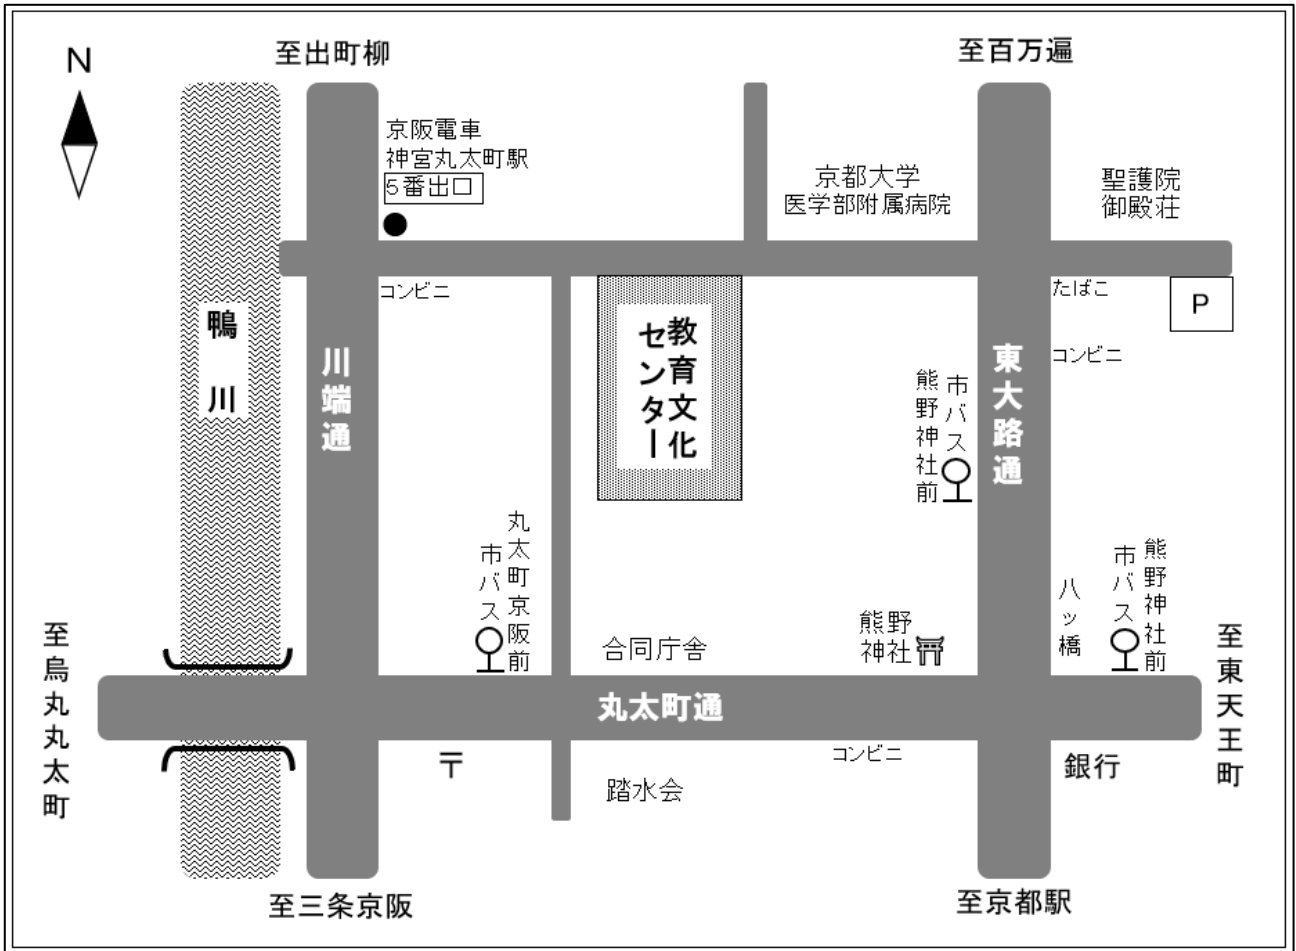 至出町柳
至百万遍
N
京阪電車
神宮丸太町駅
5番出口
京都大学
医学部附属病院
聖護院
御殿荘
コンビニ
たばこ
P
鴨川
川端通
教育文化
センター
東大路通
コンビニ
市バス
熊野神社前
丸太町京阪前
市バス
合同庁舎
熊野
神社
八ッ橋
熊野神社前
市バス
至烏丸丸太町
丸太町通
至東天王町
〒
コンビニ
銀行
踏水会
至三条京阪
至京都駅